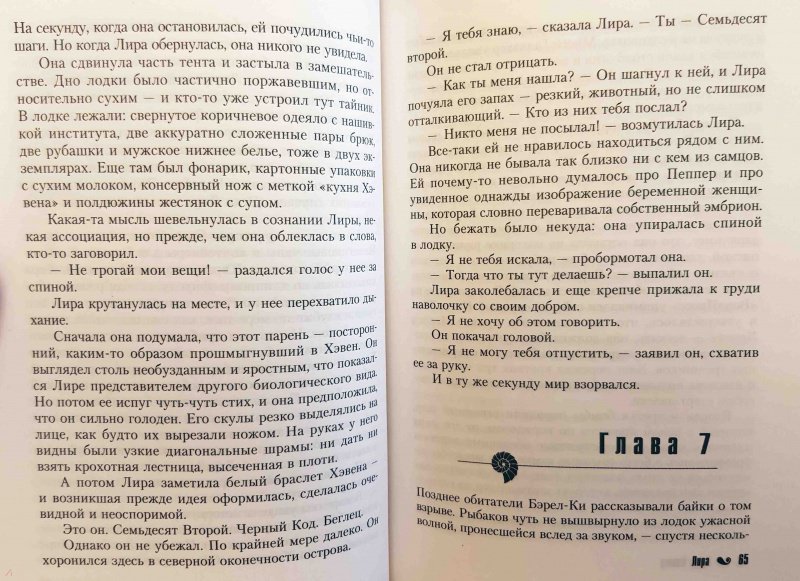 На секунду, когда она остановилась, ей почудились чьи-то
шаги. Но когда Лира обернулась, она никого не увидела.
Она сдвинула часть тента и застыла в замешатель-
стве. Дно лодки было частично поржавевшим, но от-
носительно сухим — и кто-то уже устроил тут тайник.
В лодке лежали: свернутое коричневое одеяло с нашив-
кой института, две аккуратно сложенные пары брюк,
две рубашки и мужское нижнее белье, тоже в двух эк-
земплярах. Еще там был фонарик, картонные упаковки
с сухим молоком, консервный нож с меткой «кухня Хэ-
вена» и полдюжины жестянок с супом.
Какая-та мысль шевельнулась в сознании Лиры, не-
кая ассоциация, но прежде, чем она облеклась в слова,
кто-то заговорил.
— Не трогай мои вещи! — раздался голос у нее за
спиной.
Лира крутанулась на месте, и у нее перехватило ды-
хание.
Сначала она подумала, что этот парень — посторон-
ний, каким-то образом прошмыгнувший в Хэвен. Он
выглядел столь необузданным и яростным, что показал-
ся Лире представителем другого биологического вида.
Но потом ее испуг чуть-чуть стих, и она предположила,
что он сильно голоден. Его скулы резко выделялись на
лице, как будто их вырезали ножом. На руках у него
видны были узкие диагональные шрамы: ни дать ни
взять крохотная лестница, высеченная в плоти.
А потом Лира заметила белый браслет Хэвена —
и возникшая прежде идея оформилась, сделалась оче-
видной и неоспоримой.
Это он. Семьдесят Второй. Черный Код. Беглец.
Однако он не убежал. По крайней мере далеко. Он
схоронился здесь в северной оконечности острова.
— Я тебя знаю, — сказала Лира. — Ты — Семьдесят
второй.
Он не стал отрицать.
— Как ты меня нашла? — Он шагнул к ней, и Лира
почуяла его запах — резкий, животный, но не слишком
отталкивающий. — Кто из них тебя послал?
— Никто меня не посылал! — возмутилась Лира.
Все-таки ей не нравилось находиться рядом с ним.
Она никогда не бывала так близко ни с кем из самцов.
Ей почему-то невольно думалось про Пеппер и про
увиденное однажды изображение беременной женщи-
ны, которая словно переваривала собственный эмбрион.
Но бежать было некуда: она упиралась спиной
в лодку.
— Я тебя не искала, — пробормотал она.
— Тогда что ты тут делаешь? — выпалил он.
Лира заколебалась и еще крепче прижала к груди
наволочку со своим добром.
— Я не хочу об этом говорить.
Он покачал головой.
— Я не могу тебя отпустить, — заявил он, схватив
ее за руку.
И в ту же секунду мир взорвался.
Глава 7
Позднее обитатели Бэрел-Ки рассказывали байки о том
взрыве. Рыбаков чуть не вышвырнуло из лодок ужасной
волной, пронесшейся вслед за звуком, — спустя несколь-
Лира 65